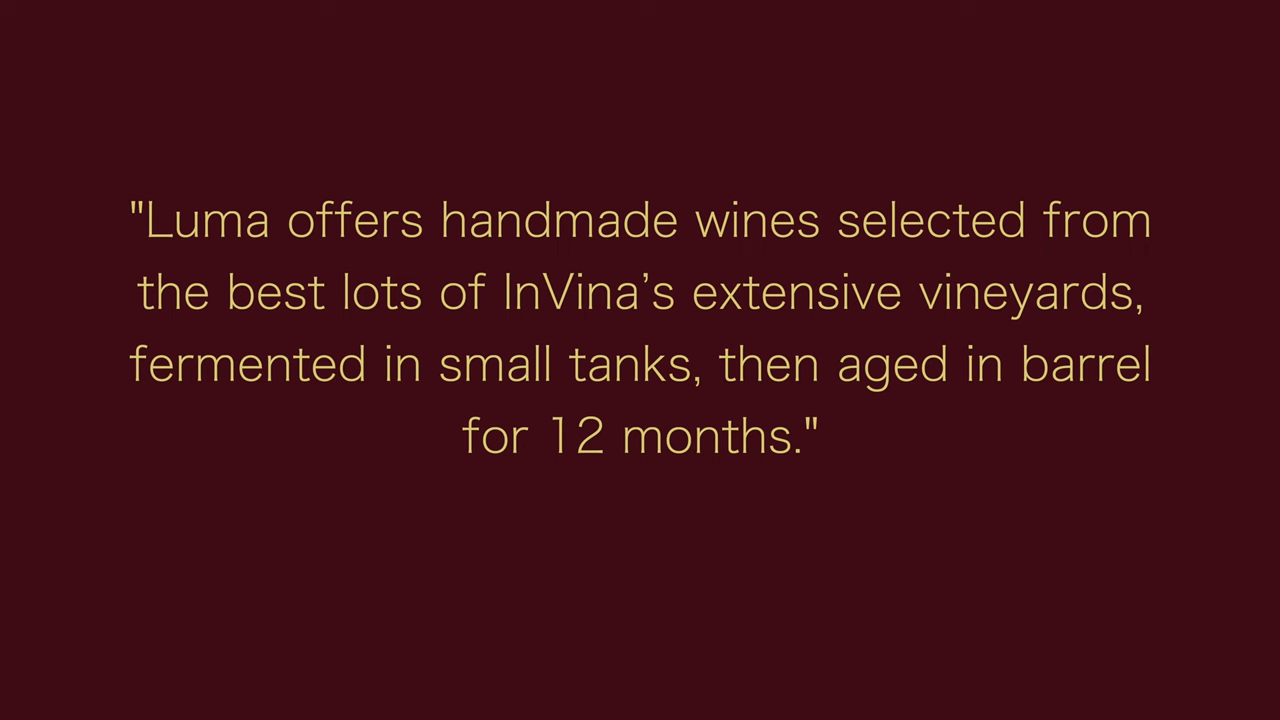 "Luma offers handmade wines selected from
the best lots of InVina’s extensive vineyards,
fermented in small tanks, then aged in barrel
for 12 months."